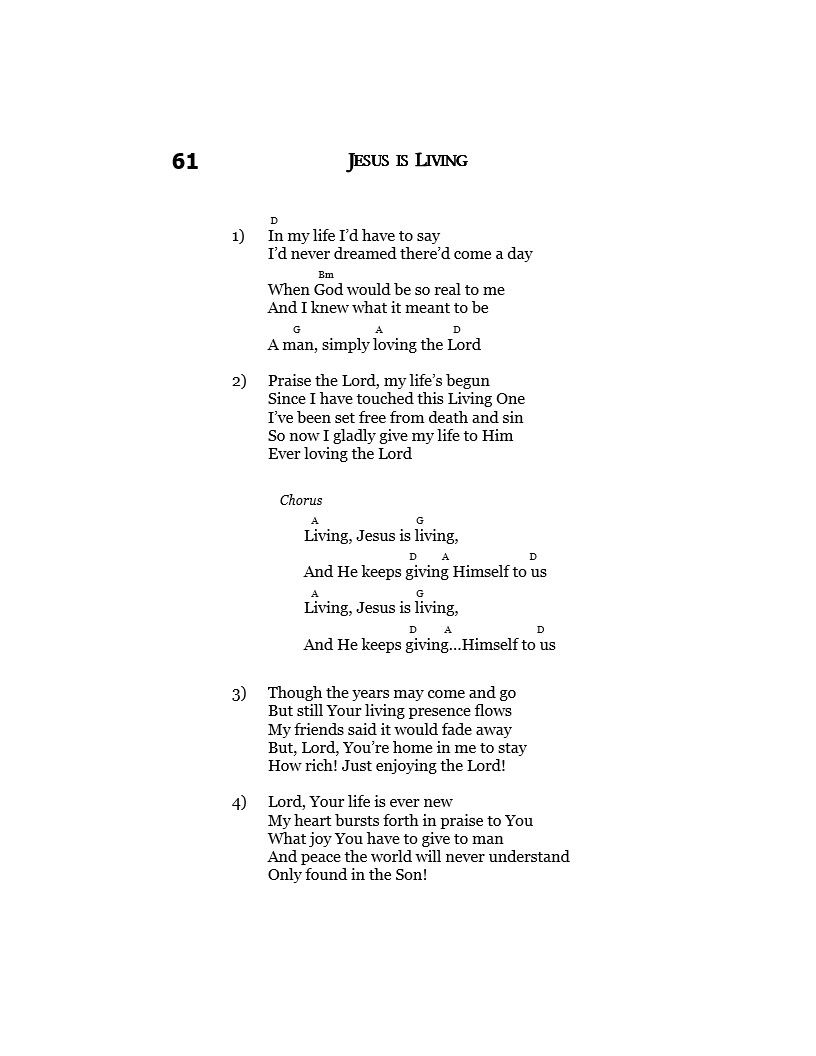 61 JESUS IS LIVING
D
1) In my life I’d have to say
I’d never dreamed there’d come a day
Bm
When God would be so real to me
And I knew what it meant to be
G A D
A man, simply loving the Lord
2) Praise the Lord, my life’s begun
Since I have touched this Living One
I’ve been set free from death and sin
So now I gladly give my life to Him
Ever loving the Lord
Chorus
A G
Living, Jesus is living,
D A D
And He keeps giving Himself to us
A G
Living, Jesus is living,
D A D
And He keeps giving…Himself to us
3) Though the years may come and go
But still Your living presence flows
My friends said it would fade away
But, Lord, You’re home in me to stay
How rich! Just enjoying the Lord!
4) Lord, Your life is ever new
My heart bursts forth in praise to You
What joy You have to give to man
And peace the world will never understand
Only found in the Son!